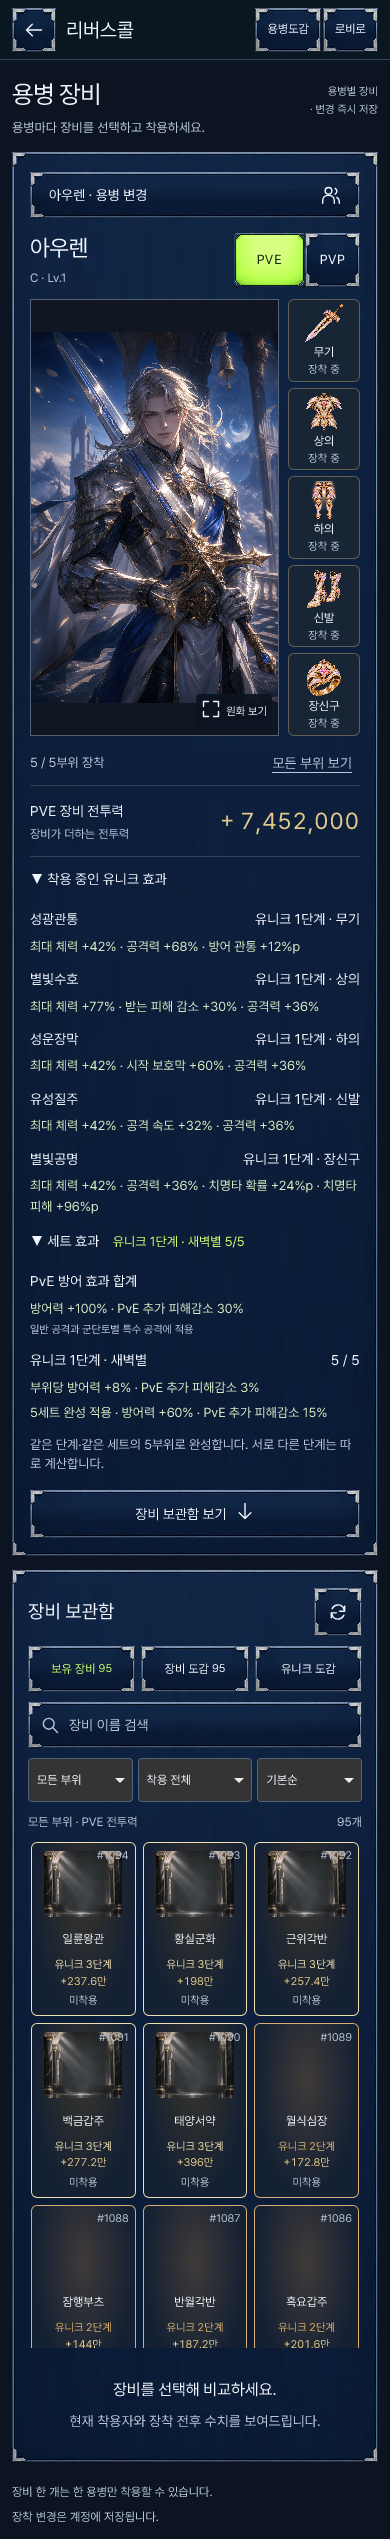 리버스콜
용병도감
로비로
용병 장비
용병별 장비
· 변경 즉시 저장
용병마다 장비를 선택하고 착용하세요.
아우렌 · 용병 변경
아우렌
C · Lv.1
PVE
PVP
무기
장착 중
상의
장착 중
하의
장착 중
신발
장착 중
장신구
장착 중
원화 보기
5 / 5부위 장착
모든 부위 보기
PVE 장비 전투력
장비가 더하는 전투력
+ 7,452,000
▼ 착용 중인 유니크 효과
성광관통
유니크 1단계 · 무기
최대 체력 +42% · 공격력 +68% · 방어 관통 +12%p
별빛수호
유니크 1단계 · 상의
최대 체력 +77% · 받는 피해 감소 +30% · 공격력 +36%
성운장막
유니크 1단계 · 하의
최대 체력 +42% · 시작 보호막 +60% · 공격력 +36%
유성질주
유니크 1단계 · 신발
최대 체력 +42% · 공격 속도 +32% · 공격력 +36%
별빛공명
유니크 1단계 · 장신구
최대 체력 +42% · 공격력 +36% · 치명타 확률 +24%p · 치명타
피해 +96%p
▼ 세트 효과 유니크 1단계 · 새벽별 5/5
PvE 방어 효과 합계
방어력 +100% · PvE 추가 피해감소 30%
일반 공격과 군단토벌 특수 공격에 적용
유니크 1단계 · 새벽별
5 / 5
부위당 방어력 +8% · PvE 추가 피해감소 3%
5세트 완성 적용 · 방어력 +60% · PvE 추가 피해감소 15%
같은 단계·같은 세트의 5부위로 완성합니다. 서로 다른 단계는 따
로 계산합니다.
장비 보관함 보기 ↓
장비 보관함
보유 장비 95
장비 도감 95
유니크 도감
장비 이름 검색
모든 부위
착용 전체
기본순
모든 부위 · PVE 전투력
95개
#1094
일륜왕관
유니크 3단계
+237.6만
미착용
#1093
황실군화
유니크 3단계
+198만
미착용
#1092
근위각반
유니크 3단계
+257.4만
미착용
#1091
백금갑주
유니크 3단계
+277.2만
미착용
#1090
태양서약
유니크 3단계
+396만
미착용
#1089
월식심장
유니크 2단계
+172.8만
미착용
#1088
잠행부츠
유니크 2단계
+144만
#1087
반월각반
유니크 2단계
+187.2만
#1086
흑요갑주
유니크 2단계
+201.6만
장비를 선택해 비교하세요.
현재 착용자와 장착 전후 수치를 보여드립니다.
장비 한 개는 한 용병만 착용할 수 있습니다.
장착 변경은 계정에 저장됩니다.